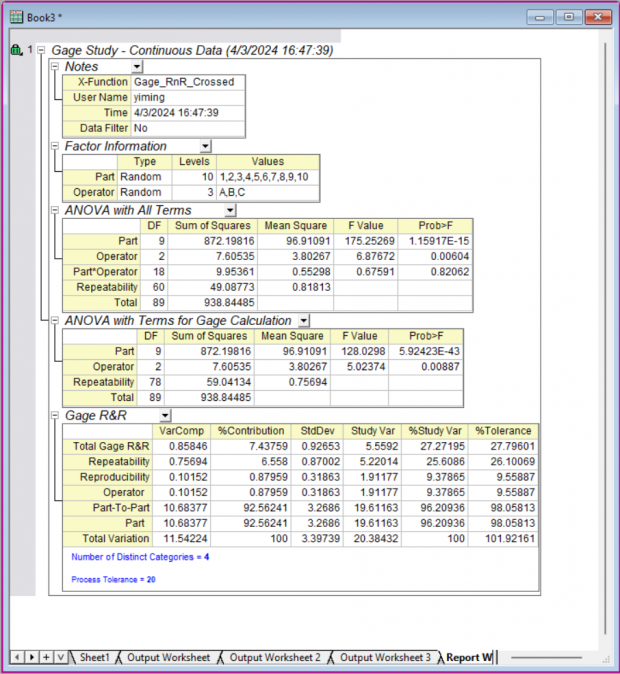 Book3 *
1 Gage Study - Continuous Data (4/3/2024 16:47:39)
Notes
X-Function Gage_RnR_Crossed
User Name yiming
Time 4/3/2024 16:47:39
Data Filter No
Factor Information
Type Levels Values
Part Random 10 1,2,3,4,5,6,7,8,9,10
Operator Random 3 A,B,C
ANOVA with All Terms
DF Sum of Squares Mean Square F Value Prob>F
Part 9 872.19816 96.91091 175.25269 1.15917E-15
Operator 2 7.60535 3.80267 6.87672 0.00604
Part*Operator 18 9.95361 0.55298 0.67591 0.82062
Repeatability 60 49.08773 0.81813
Total 89 938.84485
ANOVA with Terms for Gage Calculation
DF Sum of Squares Mean Square F Value Prob>F
Part 9 872.19816 96.91091 128.0298 5.92423E-43
Operator 2 7.60535 3.80267 5.02374 0.00887
Repeatability 78 59.04134 0.75694
Total 89 938.84485
Gage R&R
VarComp %Contribution StdDev Study Var %Study Var %Tolerance
Total Gage R&R 0.85846 7.43759 0.92653 5.5592 27.27195 27.79601
Repeatability 0.75694 6.558 0.87002 5.22014 25.6086 26.10069
Reproducibility 0.10152 0.87959 0.31863 1.91177 9.37865 9.55887
Operator 0.10152 0.87959 0.31863 1.91177 9.37865 9.55887
Part-To-Part 10.68377 92.56241 3.2686 19.61163 96.20936 98.05813
Part 10.68377 92.56241 3.2686 19.61163 96.20936 98.05813
Total Variation 11.54224 100 3.39739 20.38432 100 101.92161
Number of Distinct Categories = 4
Process Tolerance = 20
Sheet1 Output Worksheet Output Worksheet 2 Output Worksheet 3 Report W